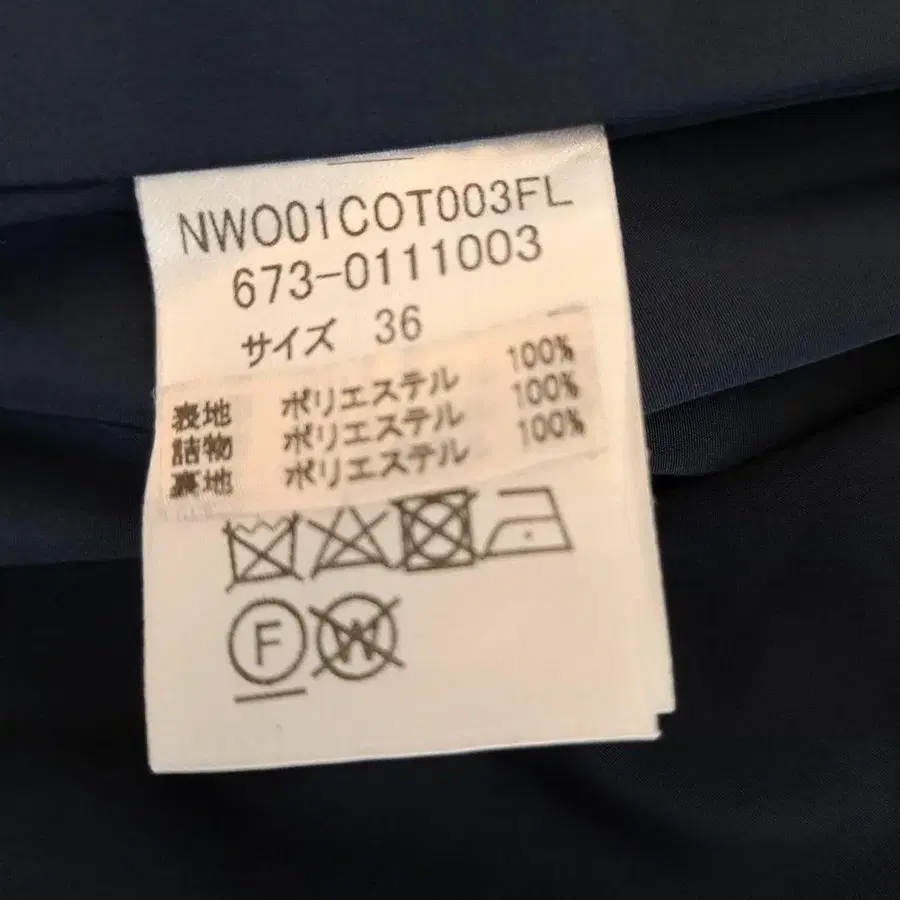 NWO01COT003FL
673-0111003
サイズ 36
表地 ポリエステル 100%
詰物 ポリエステル 100%
裏地 ポリエステル 100%
F W